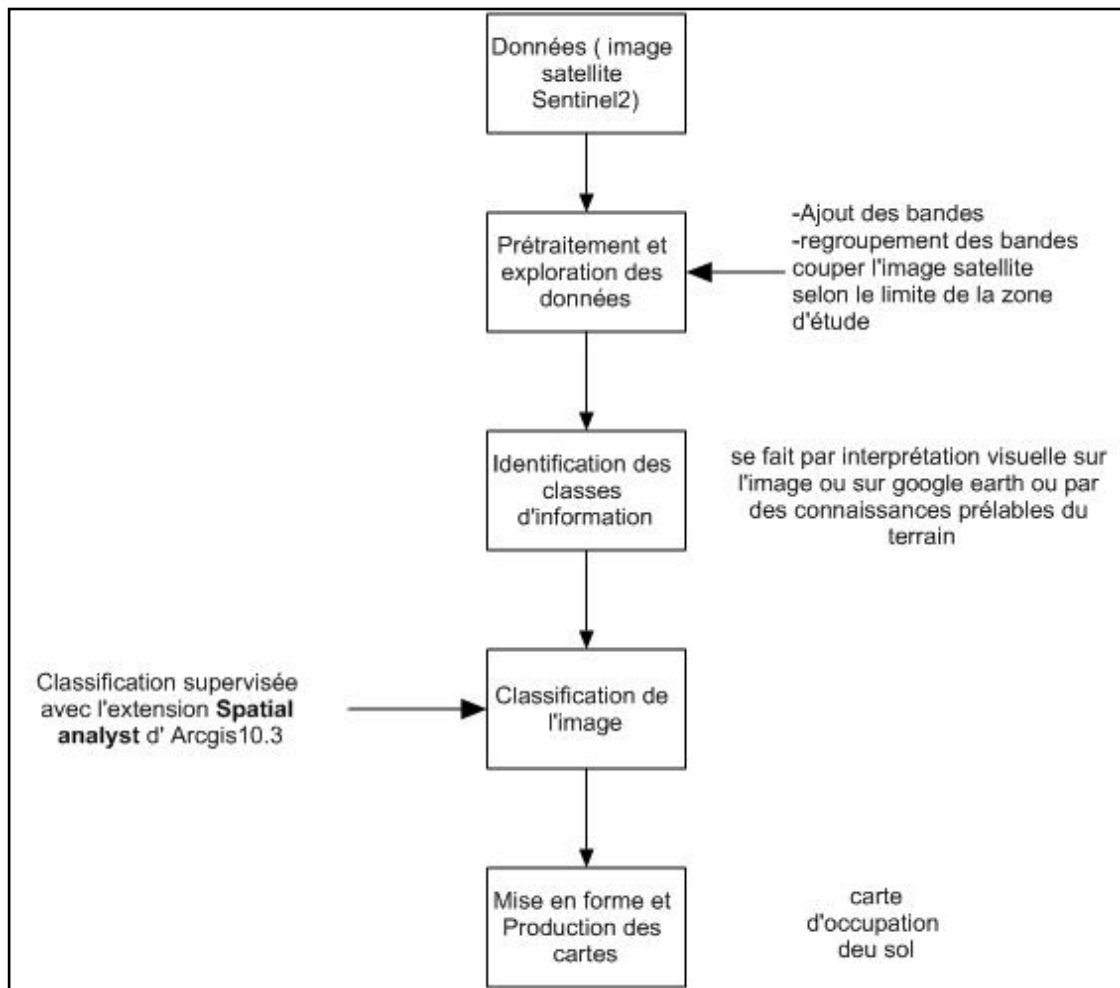 Données ( image
satellite
Sentinel2)
Prétraitement et
exploration des
données
-Ajout des bandes
-regroupement des bandes
couper l'image satellite
selon le limite de la zone
d'étude
Identification des
classes
d'information
se fait par interprétation visuelle sur
l'image ou sur google earth ou par
des connaissances prélables du
terrain
Classification supervisée
avec l'extension Spatial
analyst d' Arcgis10.3
Classification de
l'image
Mise en forme et
Production des
cartes
carte
d'occupation
deu sol